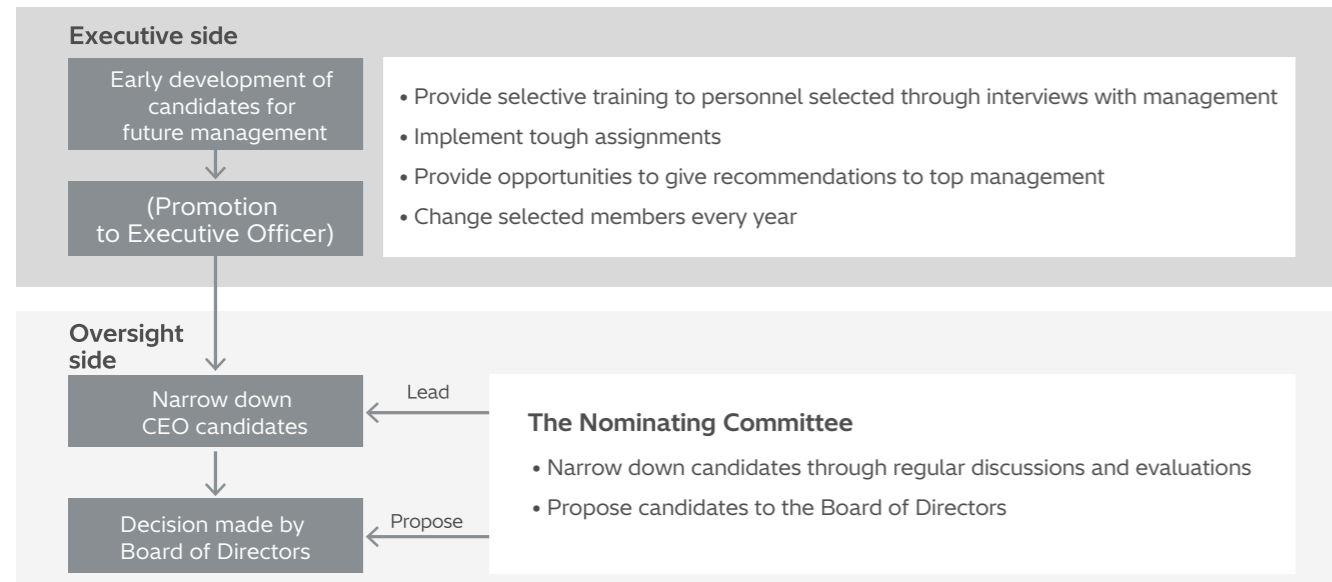 Executive side
Early development of
candidates for
future management
(Promotion
to Executive Officer)
• Provide selective training to personnel selected through interviews with management
• Implement tough assignments
• Provide opportunities to give recommendations to top management
• Change selected members every year
Oversight
side
Narrow down
CEO candidates
Lead
The Nominating Committee
• Narrow down candidates through regular discussions and evaluations
• Propose candidates to the Board of Directors
Decision made by
Board of Directors
Propose